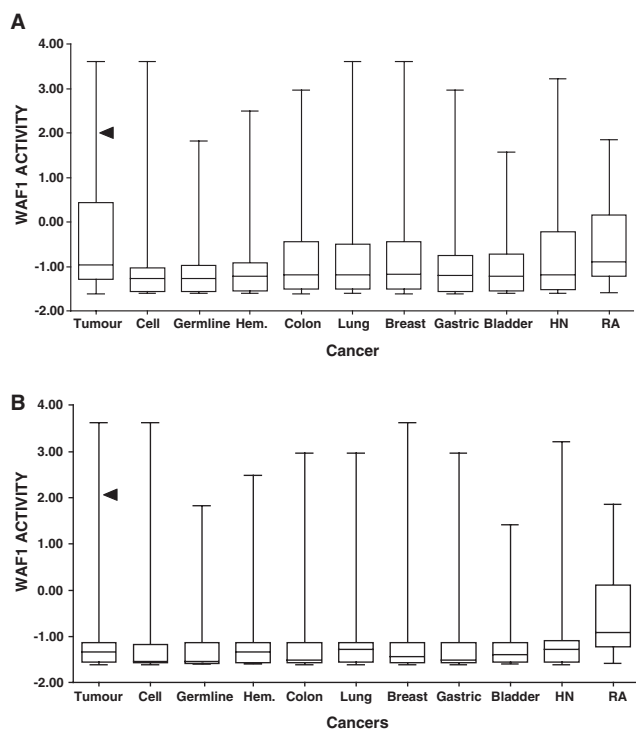 A
4.00
3.00
2.00
WAF1 ACTIVITY
0.00
-1.00
-2.00
Tumour Cell Germline Hem. Colon Lung Breast Gastric Bladder HN RA
Cancer
B
4.00
3.00
2.00
WAF1 ACTIVITY
1.00
0.00
-1.00
-2.00
Tumour Cell Germline Hem. Colon Lung Breast Gastric Bladder HN RA
Cancers